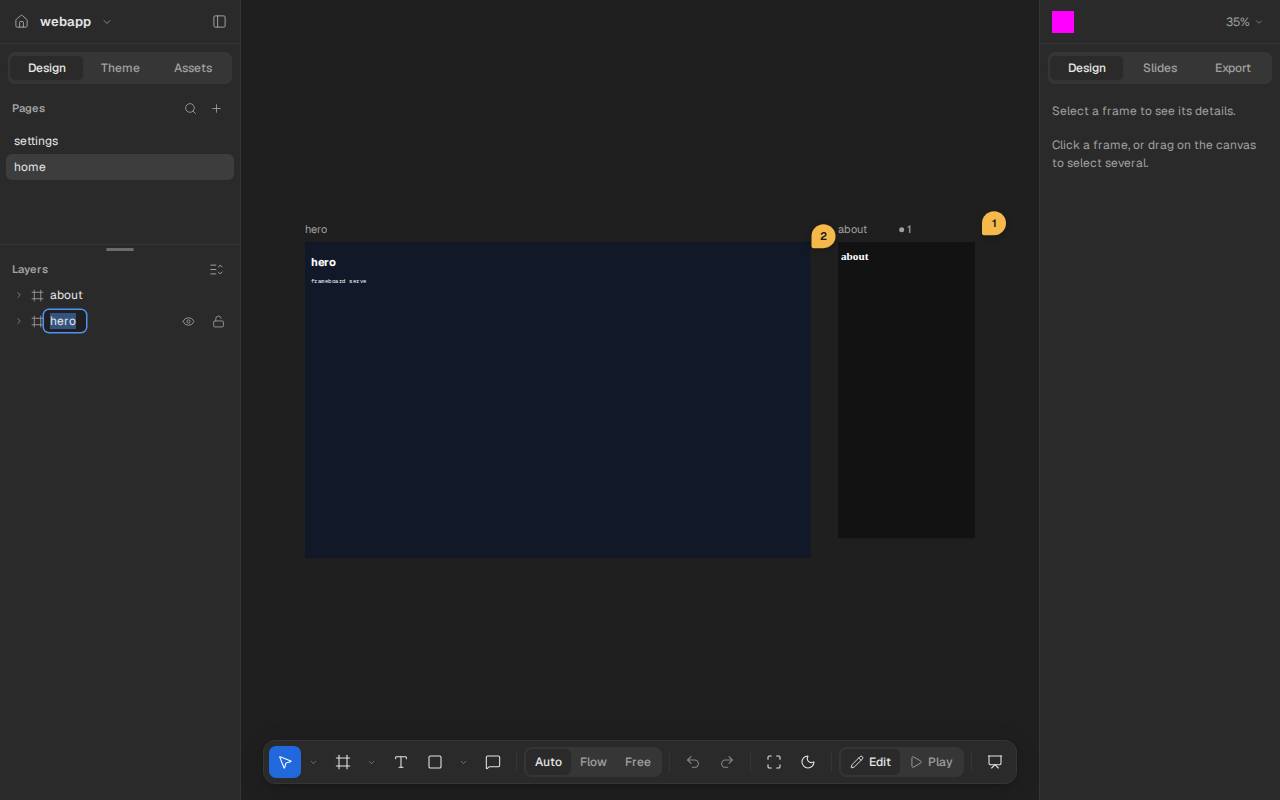 webapp
Design Theme Assets
Pages
settings
home
Layers
about
hero
hero
2
about 1
1
hero
frameboard serve
about
Auto Flow Free
Edit Play
35%
Design Slides Export
Select a frame to see its details.
Click a frame, or drag on the canvas
to select several.